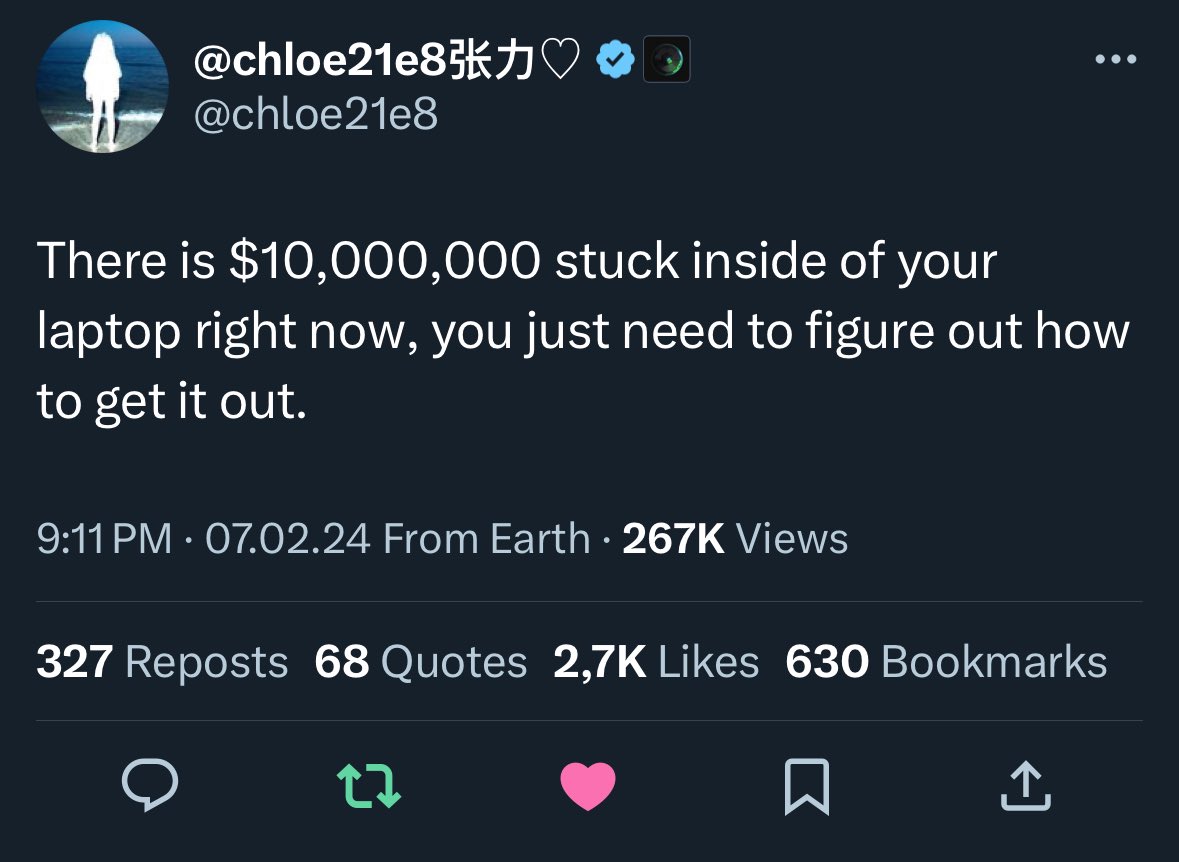 @chloe21e8张力♡
@chloe21e8
There is $10,000,000 stuck inside of your
laptop right now, you just need to figure out how
to get it out.
9:11 PM · 07.02.24 From Earth · 267K Views
327 Reposts 68 Quotes 2,7K Likes 630 Bookmarks